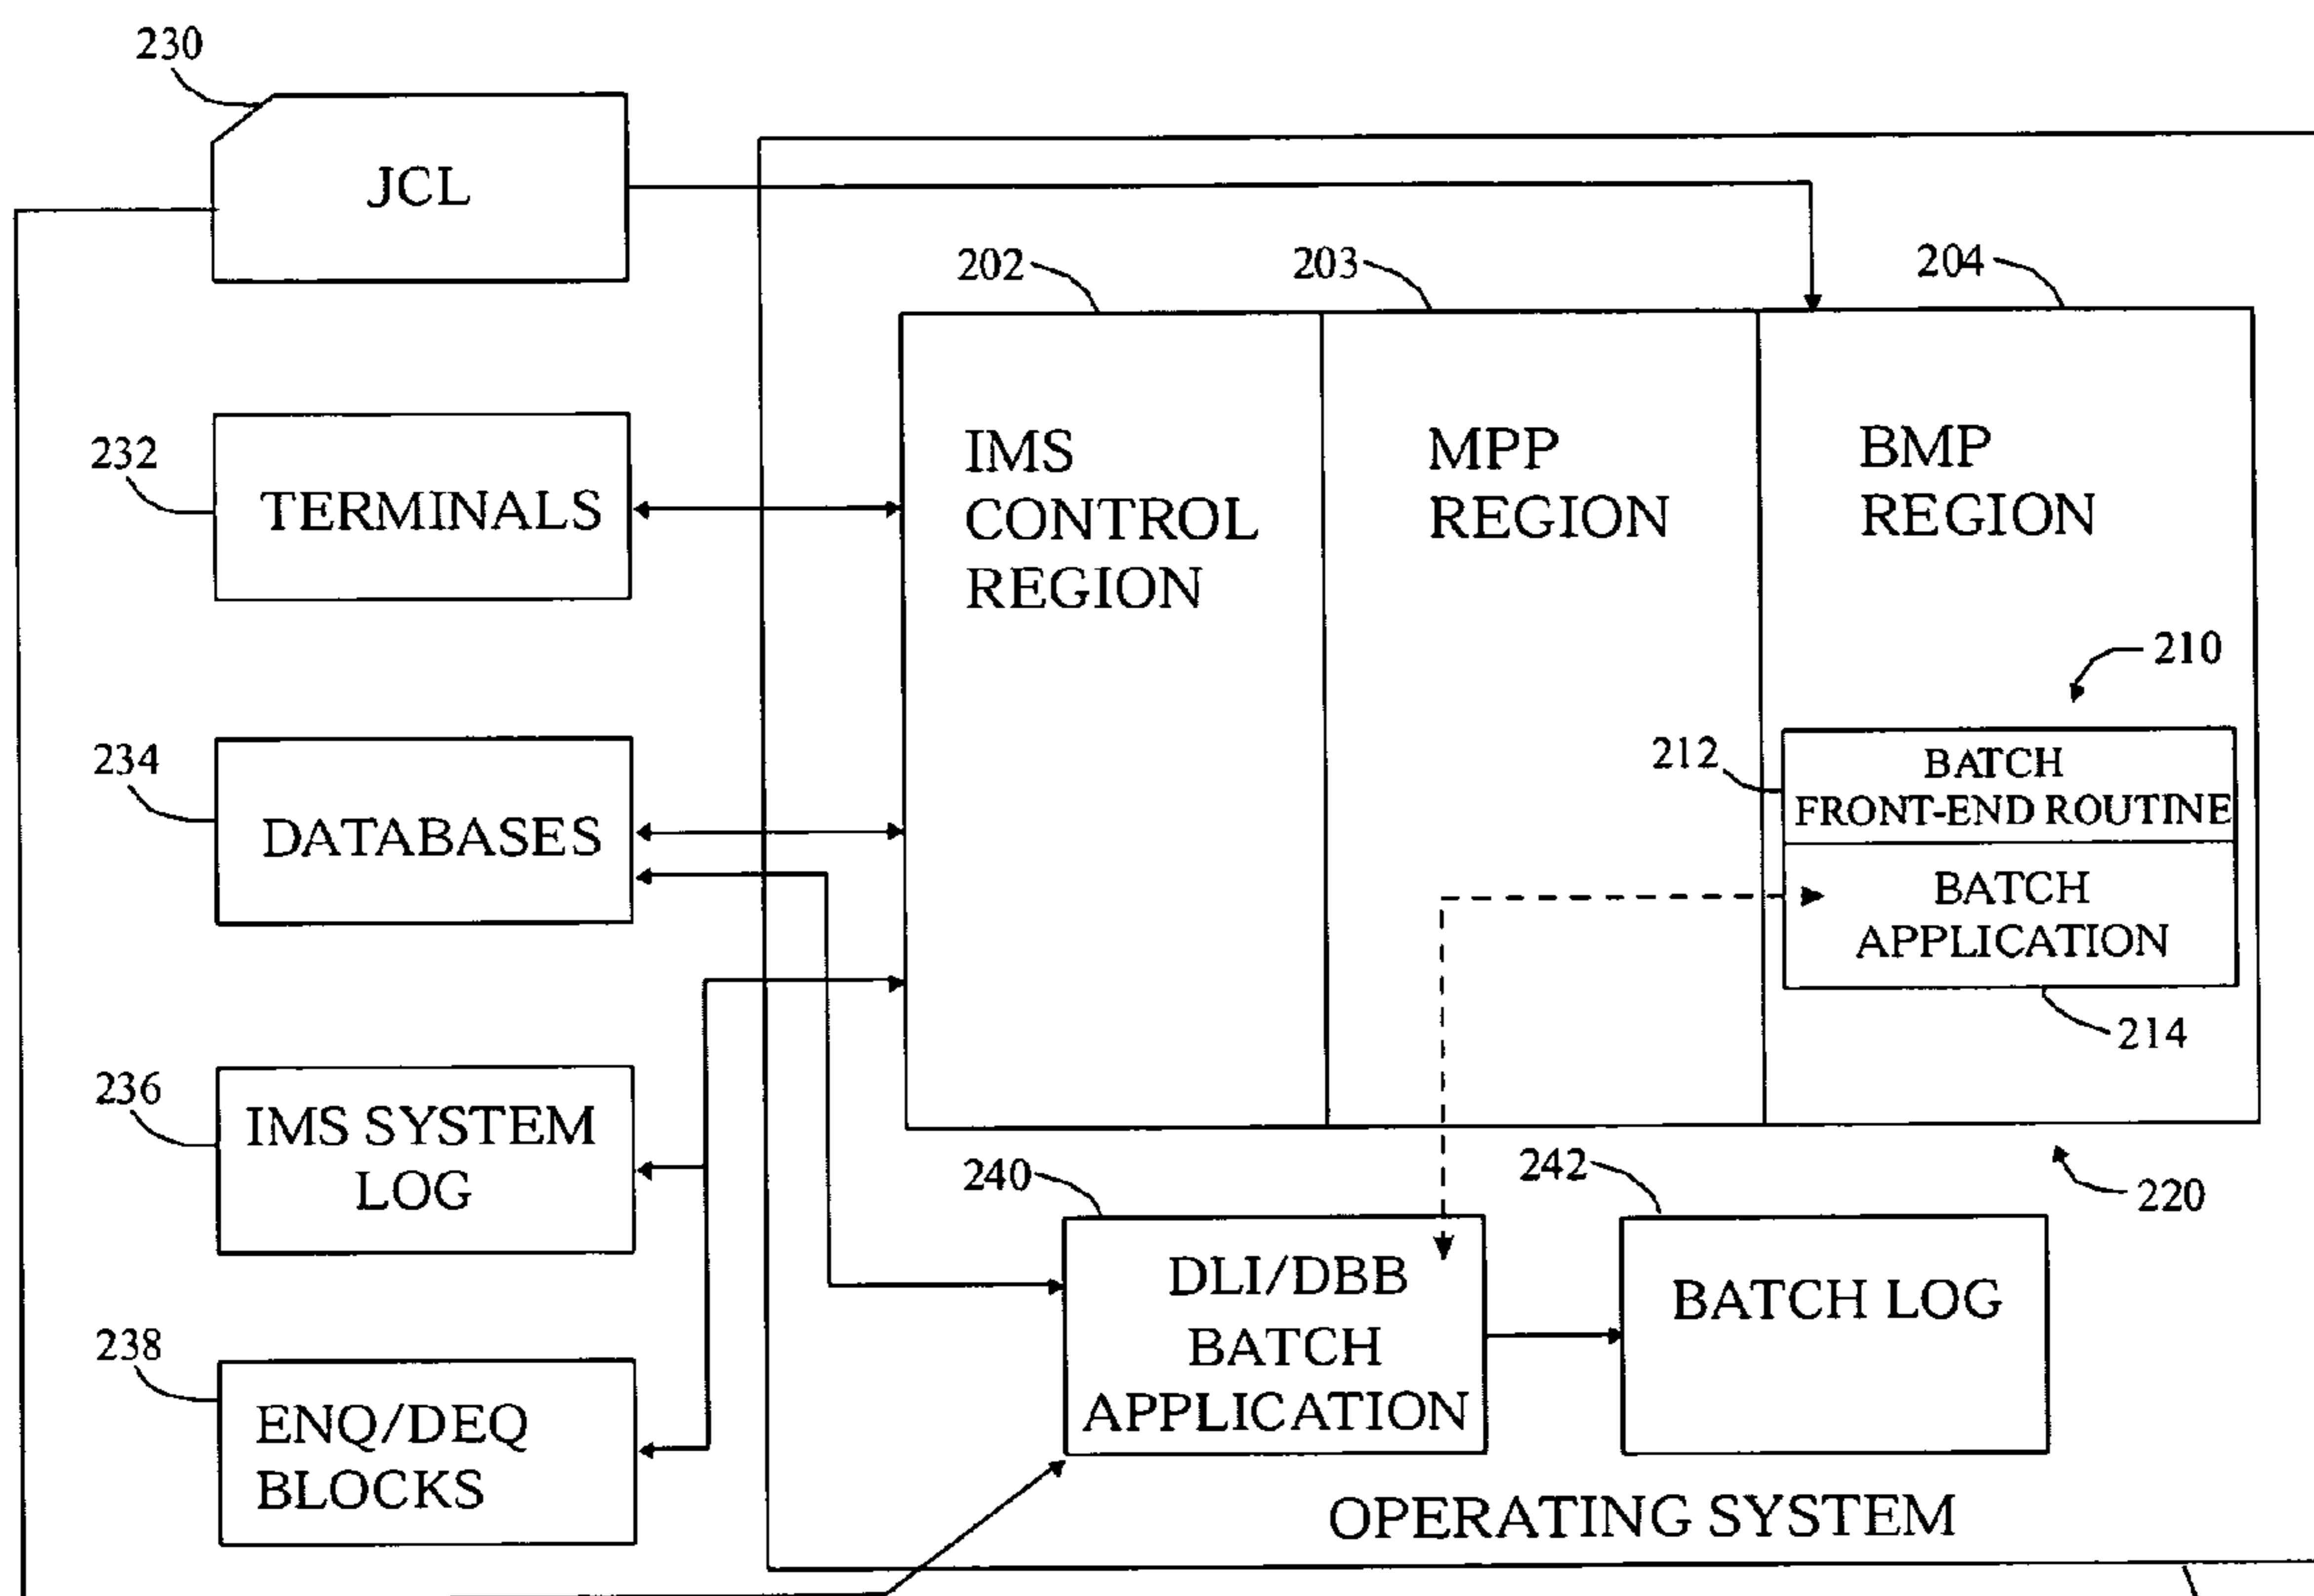 230
JCL
202
203
204
232
TERMINALS
IMS
CONTROL
REGION
MPP
REGION
BMP
REGION
210
234
DATABASES
212
BATCH
FRONT-END ROUTINE
BATCH
APPLICATION
214
236
IMS SYSTEM
LOG
240
242
220
238
ENQ/DEQ
BLOCKS
DLI/DBB
BATCH
APPLICATION
BATCH LOG
OPERATING SYSTEM